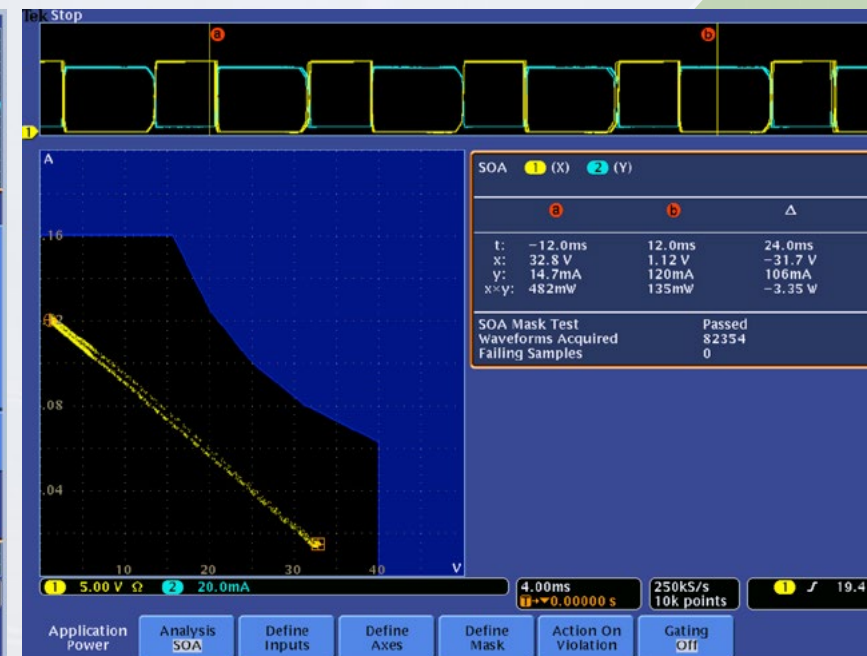 Tek Stop
a b
1
A
SOA 1 (X) 2 (Y)
a b Δ
t: -12.0ms 12.0ms 24.0ms
x: 32.8 V 1.12 V -31.7 V
y: 14.7mA 120mA 106mA
x×y: 482mW 135mW -3.35 W
SOA Mask Test Passed
Waveforms Acquired 82354
Failing Samples 0
.16
.08
.04
10 20 30 40 V
1 5.00 V Ω 2 20.0mA 4.00ms 250kS/s 1 19.4
T→▼0.00000 s 10k points
Application Power
Analysis SOA
Define Inputs
Define Axes
Define Mask
Action On Violation
Gating Off